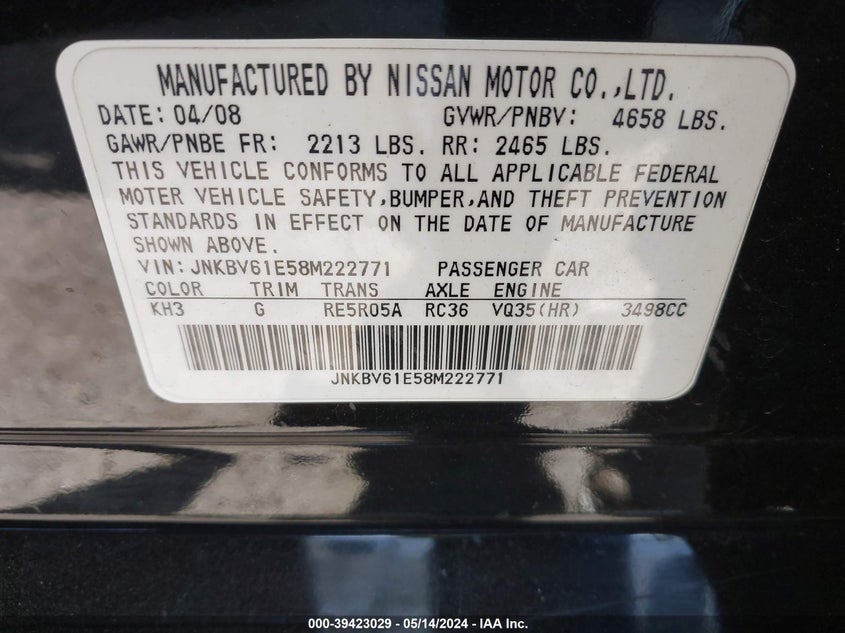 MANUFACTURED BY NISSAN MOTOR CO.,LTD.
DATE: 04/08 GVWR/PNBV: 4658 LBS.
GAWR/PNBE FR: 2213 LBS. RR: 2465 LBS.
THIS VEHICLE CONFORMS TO ALL APPLICABLE FEDERAL
MOTER VEHICLE SAFETY,BUMPER,AND THEFT PREVENTION
STANDARDS IN EFFECT ON THE DATE OF MANUFACTURE
SHOWN ABOVE.
VIN:JNKBV61E58M222771 PASSENGER CAR
COLOR TRIM TRANS AXLE ENGINE
KH3 G RE5R05A RC36 VQ35(HR) 3498CC
JNKBV61E58M222771
000-39423029 - 05/14/2024 - IAA Inc.